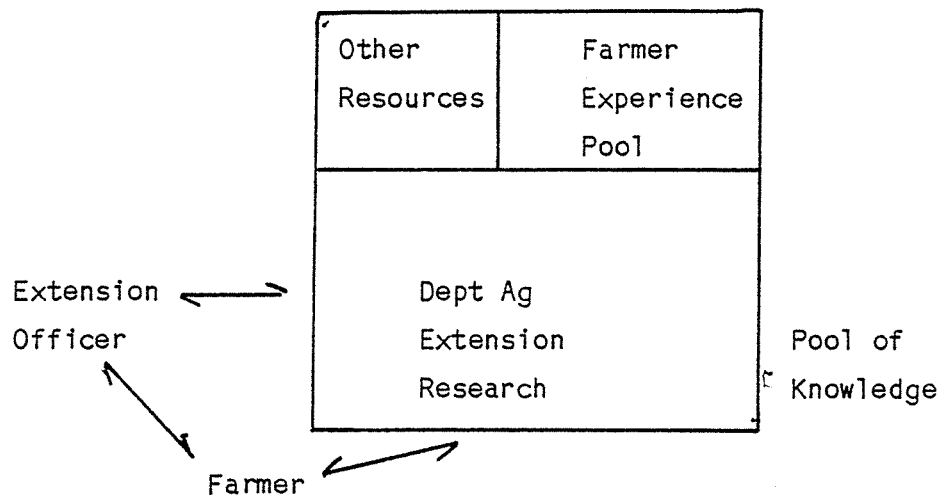 Other
Resources
Farmer
Experience
Pool
Extension
Officer
Dept Ag
Extension
Research
Pool of
Knowledge
Farmer